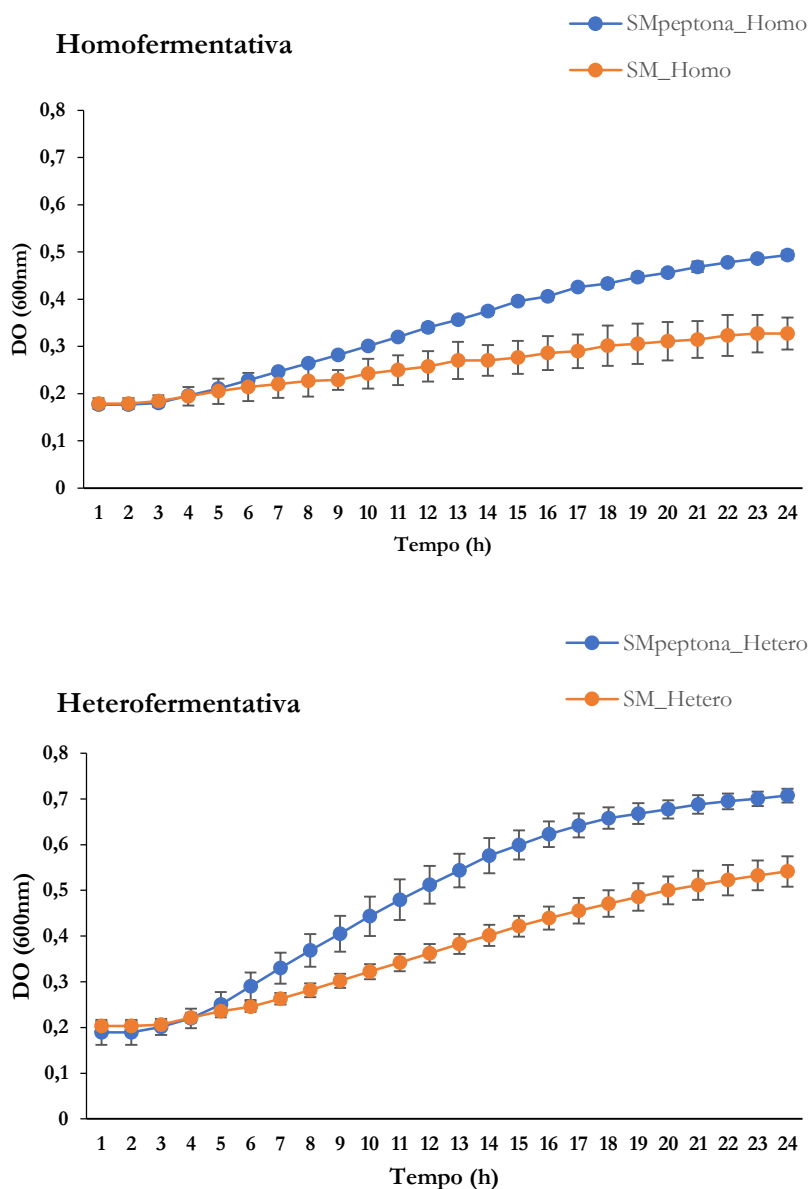 Homofermentativa
SMpeptona_Homo
SM_Homo
0,8
0,7
0,6
0,5
0,4
0,3
0,2
0,1
0
DO (600nm)
1 2 3 4 5 6 7 8 9 10 11 12 13 14 15 16 17 18 19 20 21 22 23 24
Tempo (h)
SMpeptona_Hetero
SM_Hetero
Heterofermentativa
0,8
0,7
0,6
0,5
0,4
0,3
0,2
0,1
0
DO (600nm)
1 2 3 4 5 6 7 8 9 10 11 12 13 14 15 16 17 18 19 20 21 22 23 24
Tempo (h)